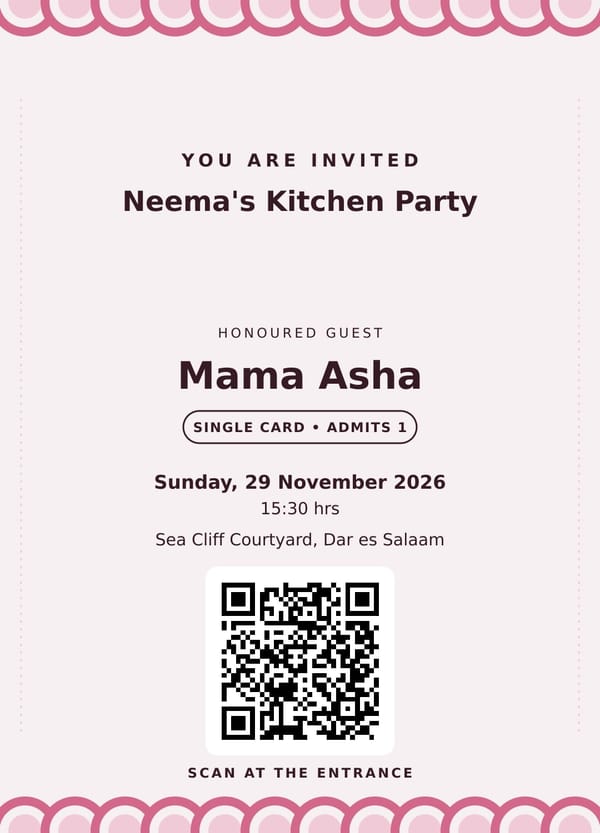 YOU ARE INVITED
Neema's Kitchen Party
HONOURED GUEST
Mama Asha
SINGLE CARD • ADMITS 1
Sunday, 29 November 2026
15:30 hrs
Sea Cliff Courtyard, Dar es Salaam
SCAN AT THE ENTRANCE